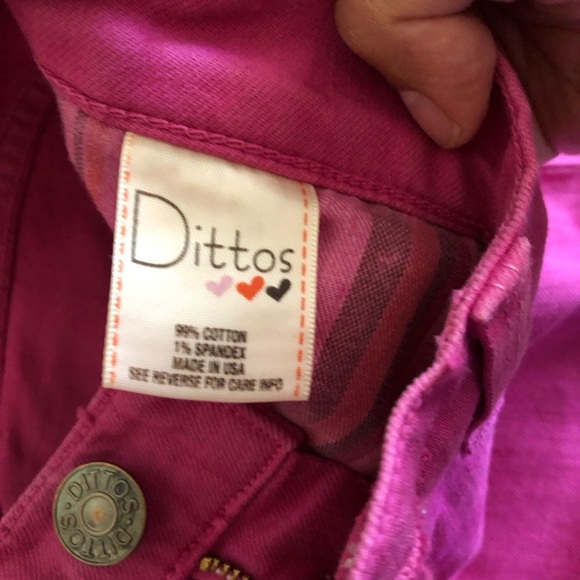 Dittos
99% COTTON
1% SPANDEX
MADE IN USA
SEE REVERSE FOR CARE INFO
DITTOS
DITTOS